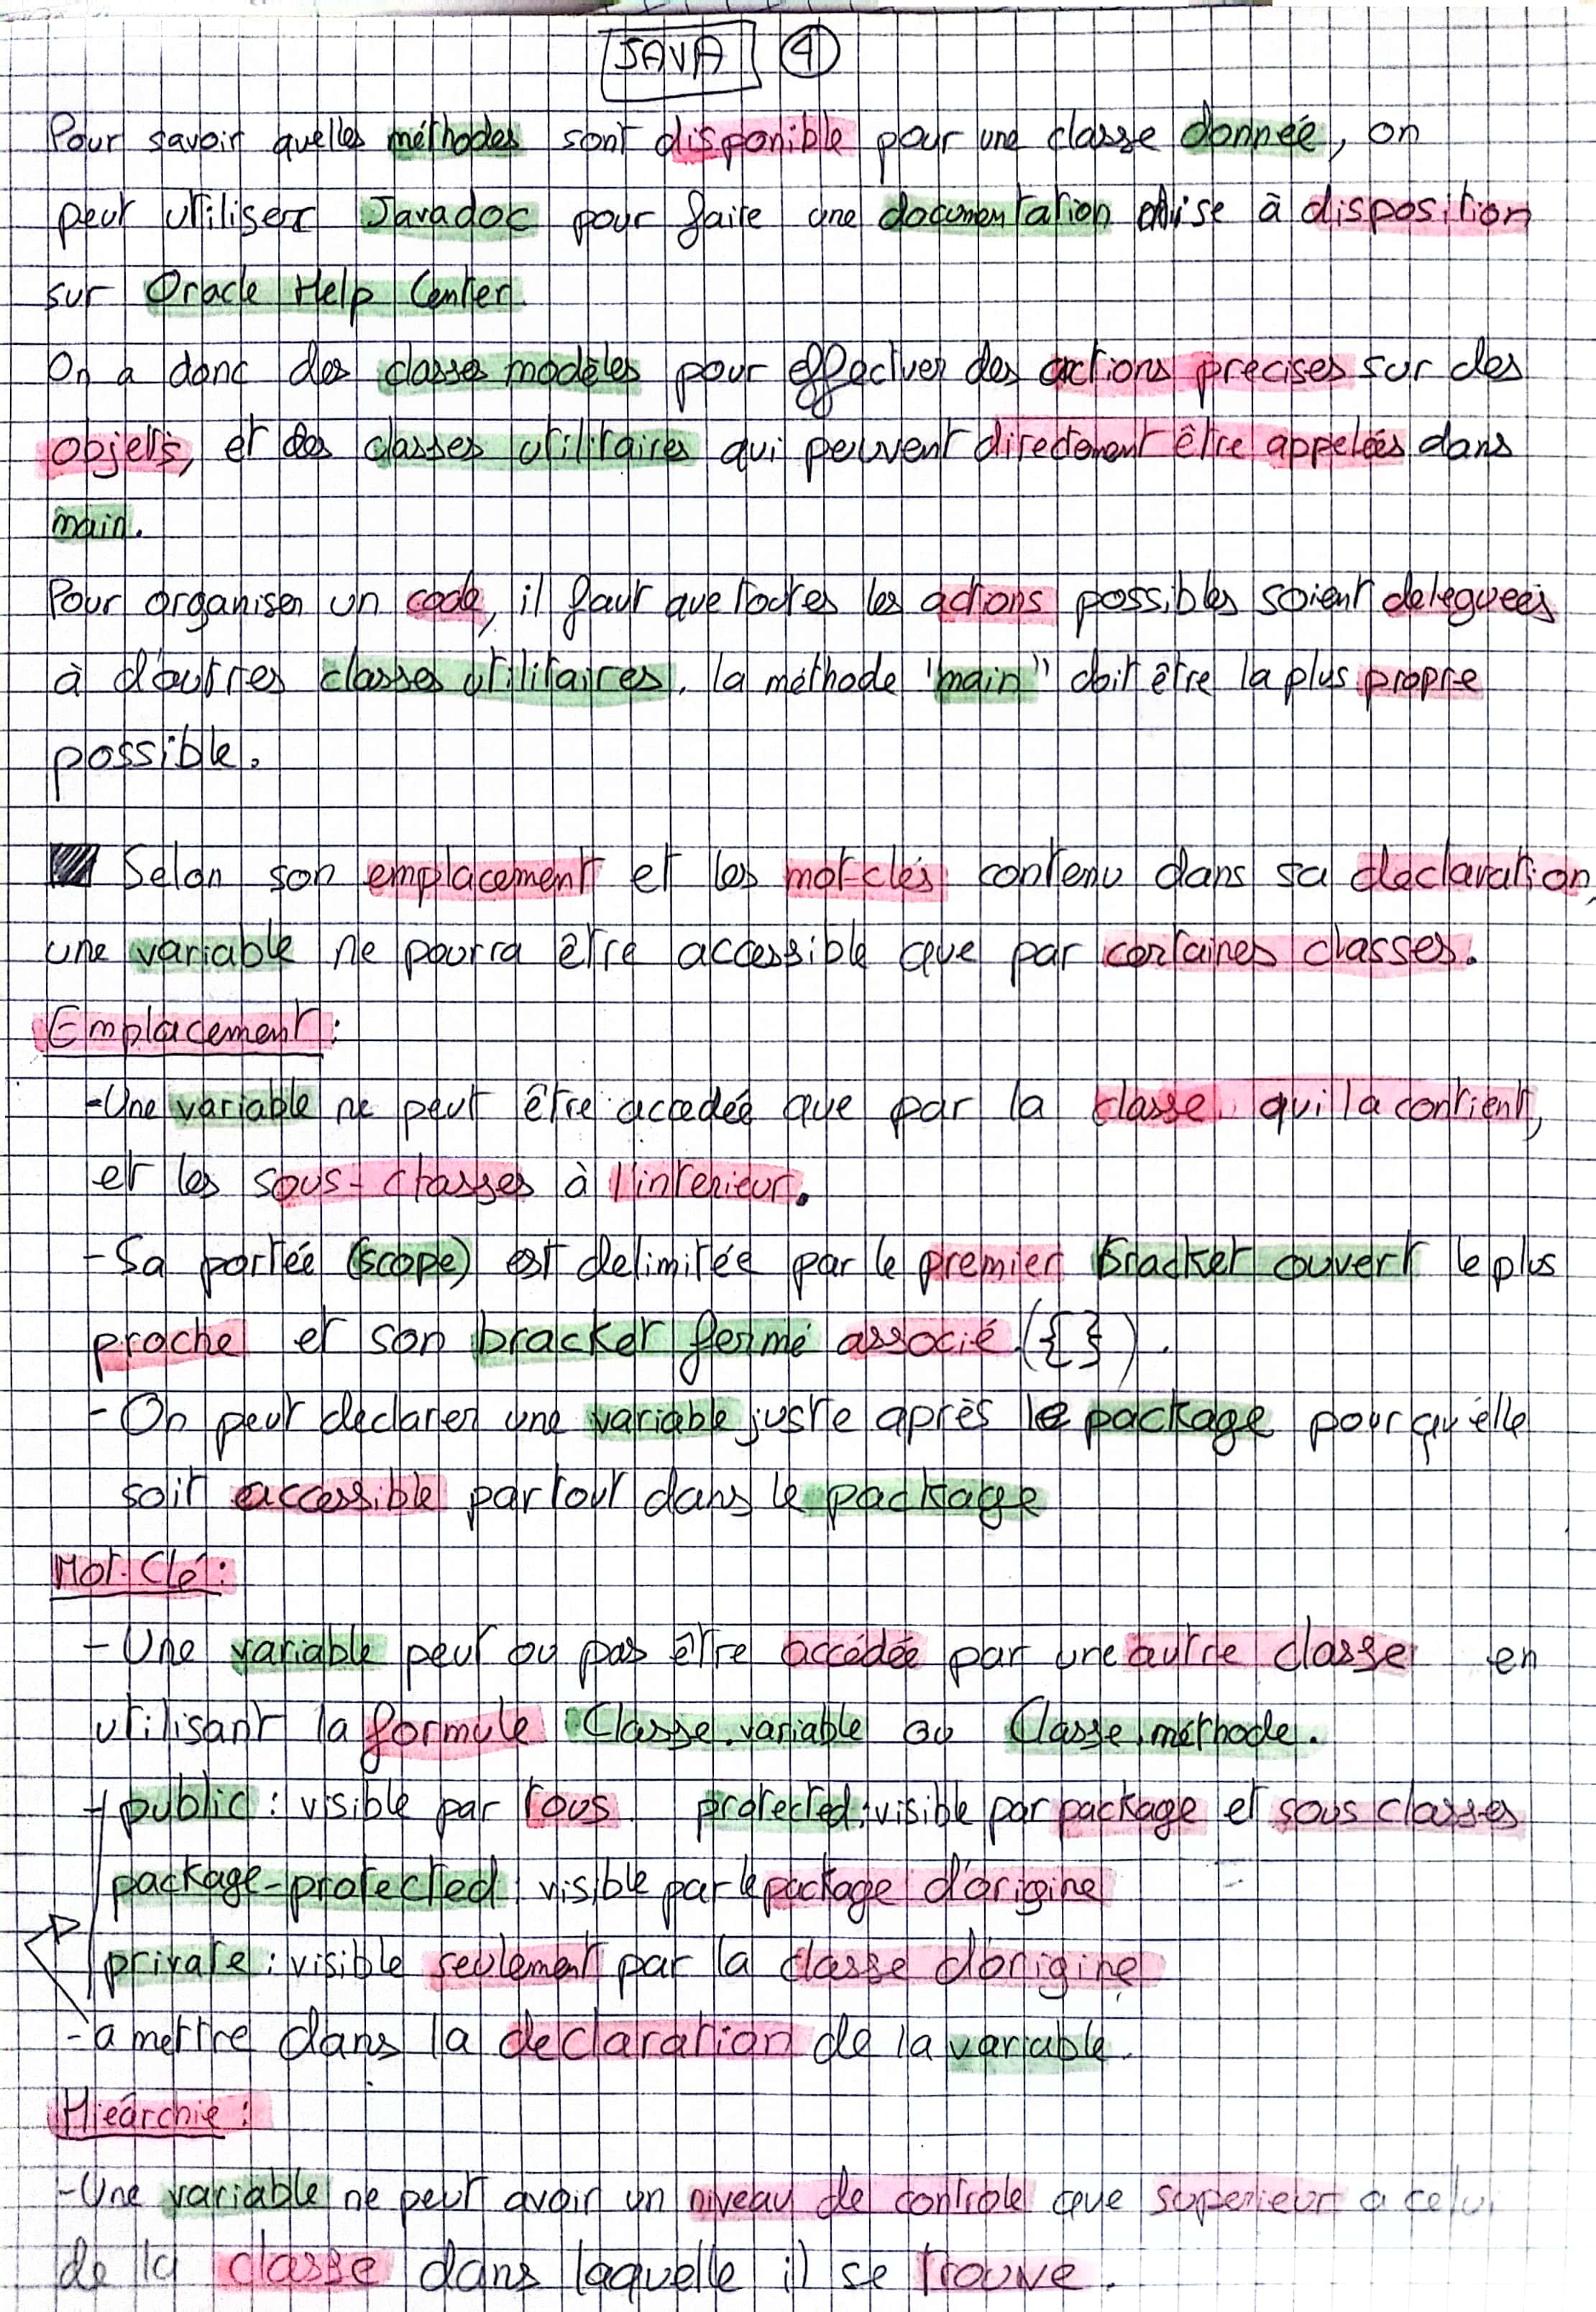 JAVA 4
Pour savoir quelles méthodes sont disponible pour une classe donnée, on
peut utiliser Javadoc pour faire une documentation mise à disposition
sur Oracle Help Center.
On a donc des classes modèles pour effectuer des actions precises sur des
objets, et des classes utilitaires qui peuvent directement être appelées dans
main.
Pour organiser un code, il faut que toutes les actions possibles soient deleguées
à d'autres classes utilitaires. la méthode "main" doit être la plus propre
possible.
Selon son emplacement et les mot-clés contenu dans sa declaration,
une variable ne pourra être accessible que par certaines classes.
Emplacement:
- Une variable ne peut être accedée que par la classe qui la contient,
et les sous-classes à l'interieur.
- Sa portée (scope) est delimitée par le premier bracket ouvert le plus
proche et son bracket fermé associé ({}).
- On peut declarer une variable juste après le package pour qu'elle
soit accessible partout dans le package
Mot-Clé:
- Une variable peut ou pas être accédée par une autre classe en
utilisant la formule Classe.variable ou Classe.méthode.
- public : visible par tous protected : visible par package et sous classes
package-protected : visible par le package d'origine
private : visible seulement par la classe d'origine
- a mettre dans la declaration de la variable.
Hiéarchie :
- Une variable ne peut avoir un niveau de controle que superieur a celui
de la classe dans laquelle il se trouve.